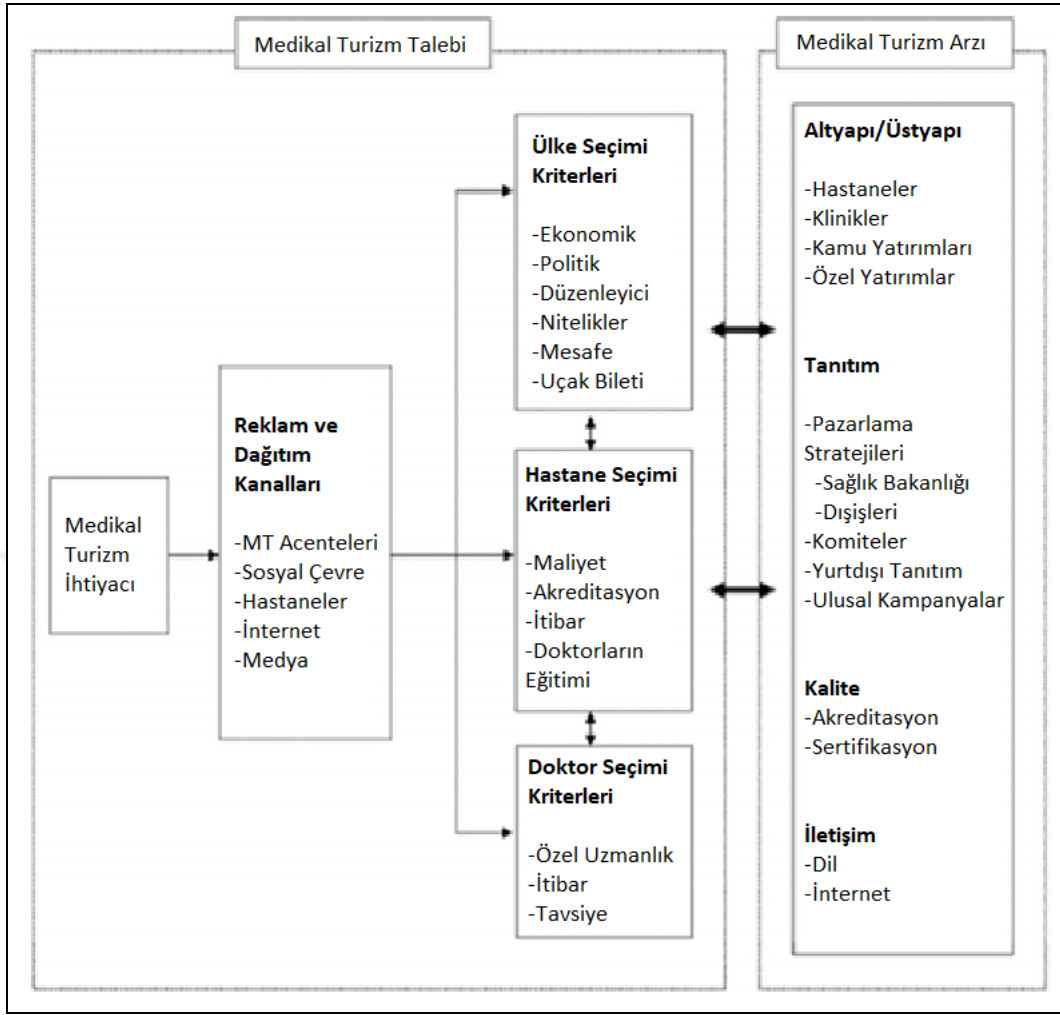 Medikal Turizm Talebi
Medikal
Turizm
İhtiyacı
Reklam ve
Dağıtım
Kanalları
-MT Acenteleri
-Sosyal Çevre
-Hastaneler
-İnternet
-Medya
Ülke Seçimi
Kriterleri
-Ekonomik
-Politik
-Düzenleyici
-Nitelikler
-Mesafe
-Uçak Bileti
Hastane Seçimi
Kriterleri
-Maliyet
-Akreditasyon
-İtibar
-Doktorların
Eğitimi
Doktor Seçimi
Kriterleri
-Özel Uzmanlık
-İtibar
-Tavsiye
Medikal Turizm Arzı
Altyapı/Üstyapı
-Hastaneler
-Klinikler
-Kamu Yatırımları
-Özel Yatırımlar
Tanıtım
-Pazarlama
Stratejileri
-Sağlık Bakanlığı
-Dışişleri
-Komiteler
-Yurtdışı Tanıtım
-Ulusal Kampanyalar
Kalite
-Akreditasyon
-Sertifikasyon
İletişim
-Dil
-İnternet